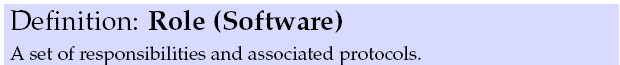 Definition: Role (Software)
A set of responsibilities and associated protocols.